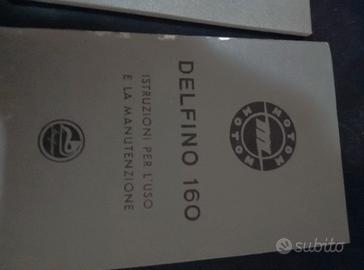 MOTOM
MOTOM
DELFINO 160
ISTRUZIONI PER L'USO
E LA MANUTENZIONE
subito